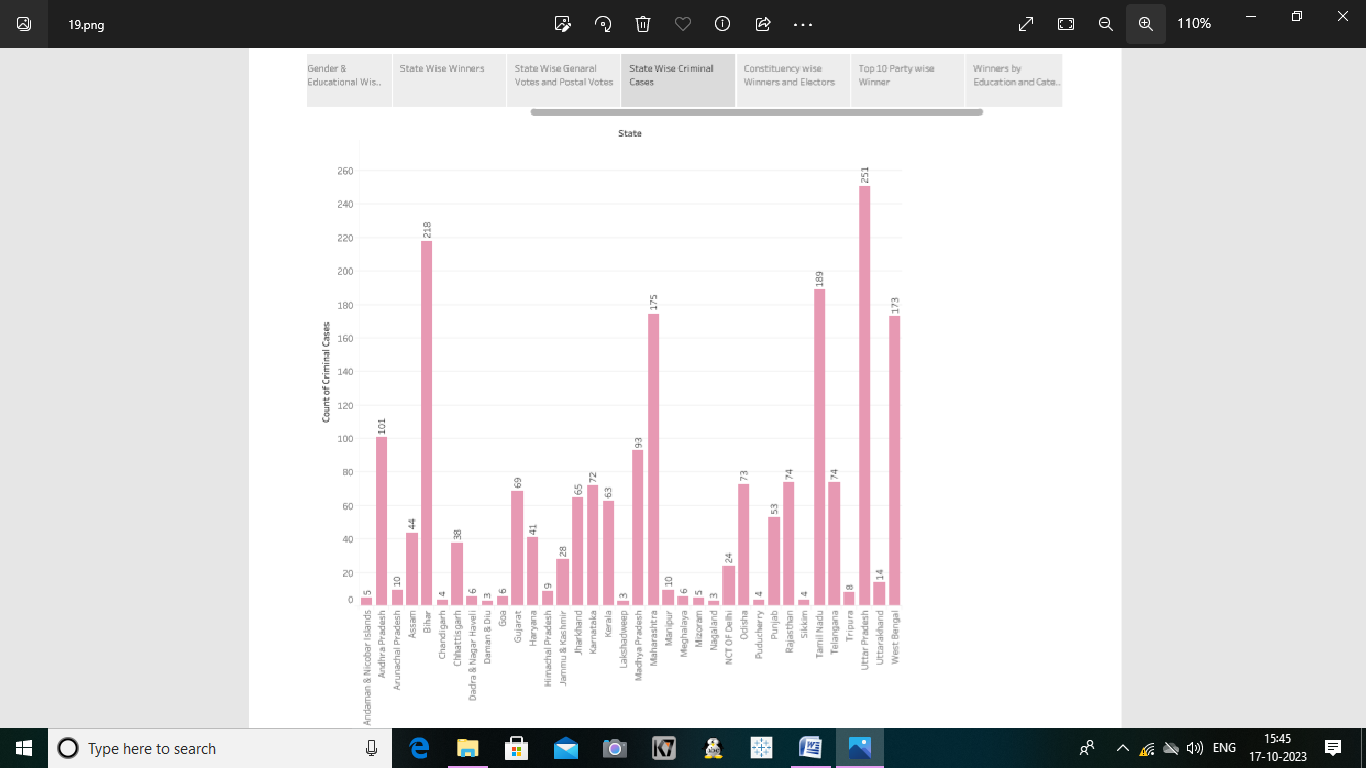 19.png
110%
Gender &
Educational Wis...
State Wise Winners
State Wise Genaral
Votes and Postal Votes
State Wise Criminal
Cases
Constituency wise
Winners and Electors
Top 10 Party wise
Winner
Winners by
Education and Cate..
State
Count of Criminal Cases
260
240
220
200
180
160
140
120
100
80
60
40
20
0
5
101
10
44
218
4
38
6
3
6
69
41
9
28
65
72
63
3
93
175
10
6
5
3
24
73
4
53
74
4
189
74
8
251
14
173
Andaman & Nicobar Islands
Andhra Pradesh
Arunachal Pradesh
Assam
Bihar
Chandigarh
Chhattisgarh
Dadra & Nagar Haveli
Daman & Diu
Goa
Gujarat
Haryana
Himachal Pradesh
Jammu & Kashmir
Jharkhand
Karnataka
Kerala
Lakshadweep
Madhya Pradesh
Maharashtra
Manipur
Meghalaya
Mizoram
Nagaland
NCT OF Delhi
Odisha
Puducherry
Punjab
Rajasthan
Sikkim
Tamil Nadu
Telangana
Tripura
Uttar Pradesh
Uttarakhand
West Bengal
Type here to search
ENG
15:45
17-10-2023